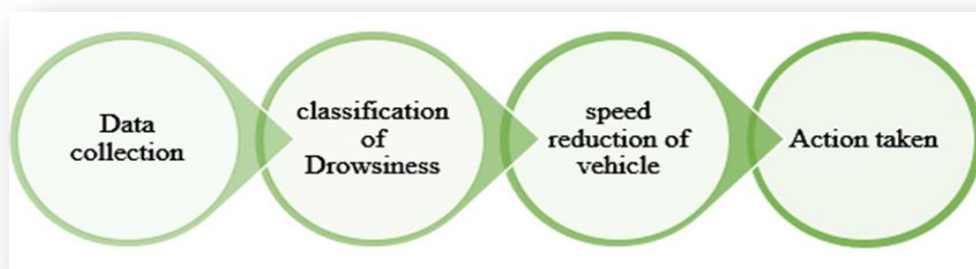 Data
collection
classification
of
Drowsiness
speed
reduction of
vehicle
Action taken